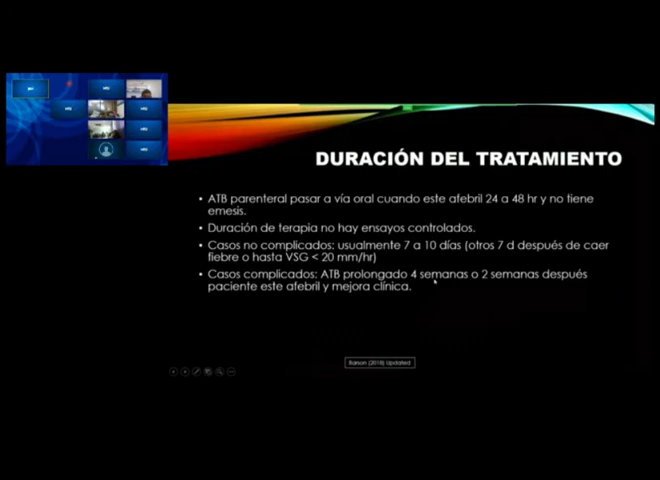 DURACIÓN DEL TRATAMIENTO
• ATB parenteral pasar a vía oral cuando este afebril 24 a 48 hr y no tiene
emesis.
• Duración de terapia no hay ensayos controlados.
• Casos no complicados: usualmente 7 a 10 días (otros 7 d después de caer
fiebre o hasta VSG < 20 mm/hr)
• Casos complicados: ATB prolongado 4 semanas o 2 semanas después
paciente este afebril y mejora clínica.
Barson (2018) Updated